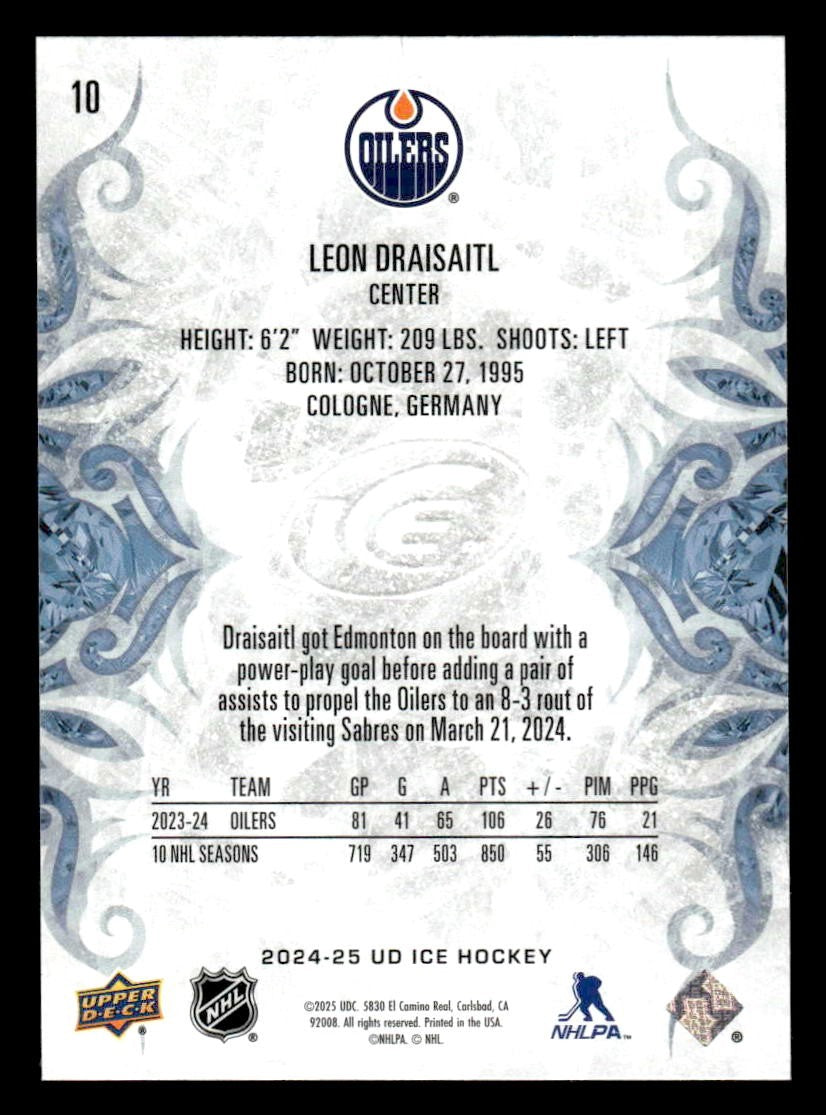 10
OILERS
®
LEON DRAISAITL
CENTER
HEIGHT: 6'2" WEIGHT: 209 LBS. SHOOTS: LEFT
BORN: OCTOBER 27, 1995
COLOGNE, GERMANY
ICE
Draisaitl got Edmonton on the board with a
power-play goal before adding a pair of
assists to propel the Oilers to an 8-3 rout of
the visiting Sabres on March 21, 2024.
YR TEAM GP G A PTS +/- PIM PPG
2023-24 OILERS 81 41 65 106 26 76 21
10 NHL SEASONS 719 347 503 850 55 306 146
2024-25 UD ICE HOCKEY
UPPER
D·E·C·K
®
NHL
®
©2025 UDC. 5830 El Camino Real, Carlsbad, CA
92008. All rights reserved. Printed in the USA.
©NHLPA. © NHL.
NHLPA™
®